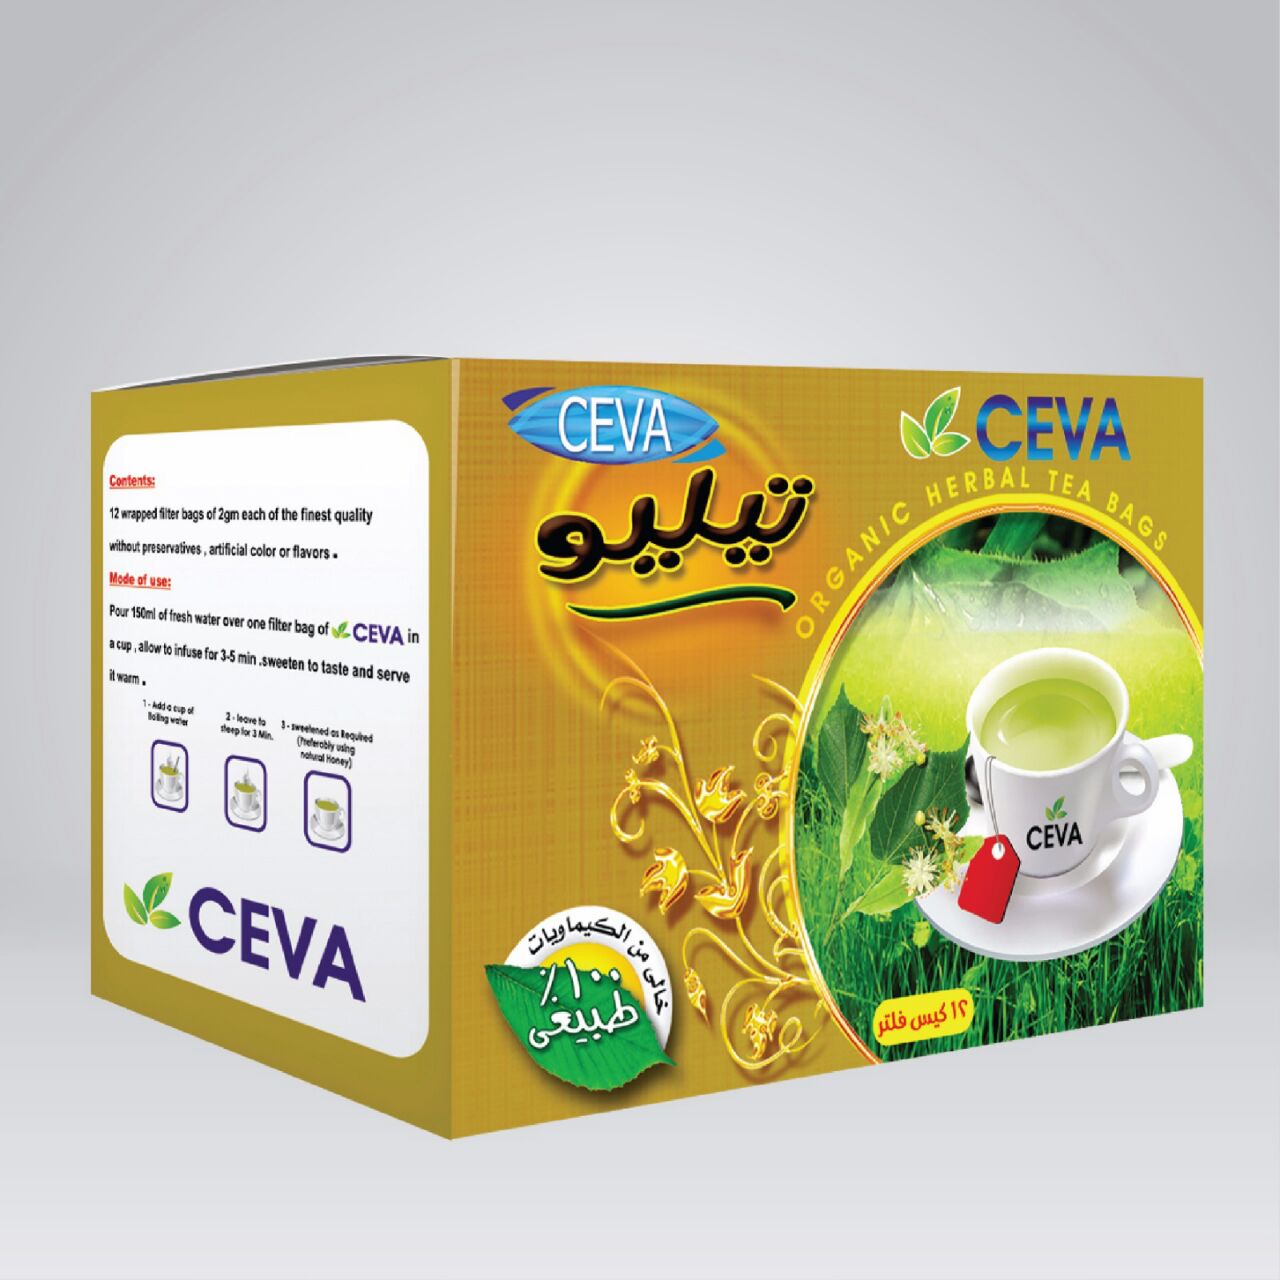 Contents:
12 wrapped filter bags of 2gm each of the finest quality
without preservatives , artificial color or flavors .
Mode of use:
Pour 150ml of fresh water over one filter bag of CEVA in
a cup , allow to infuse for 3-5 min .sweeten to taste and serve
it warm .
1 - Add a cup of
Boiling water
2 - leave to
steep for 3 Min.
3 - sweetened as Required
(Preferably using
natural Honey)
CEVA
CEVA
تيليو
CEVA
ORGANIC HERBAL TEA BAGS
CEVA
خالى من الكيماويات
١٠٠٪
طبيعى
١٢ كيس فلتر